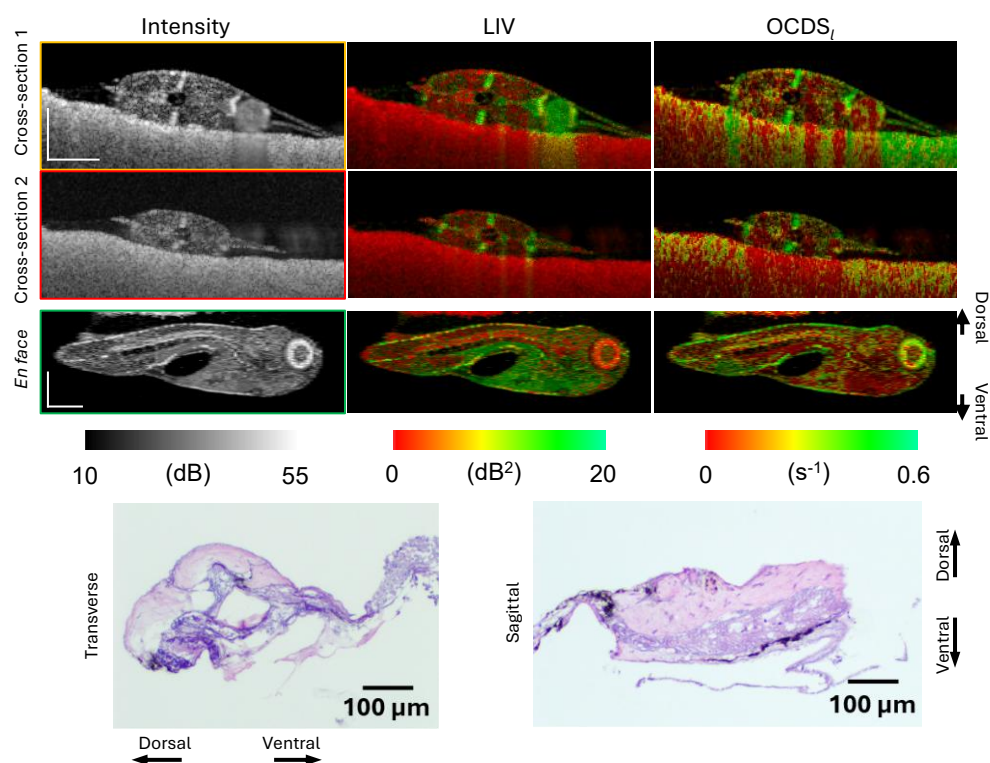 Intensity
LIV
OCDSₗ
Cross-section 1
Cross-section 2
En face
Dorsal
Ventral
10
(dB)
55
0
(dB²)
20
0
(s⁻¹)
0.6
Transverse
100 µm
Sagittal
100 µm
Dorsal
Ventral
Dorsal
Ventral